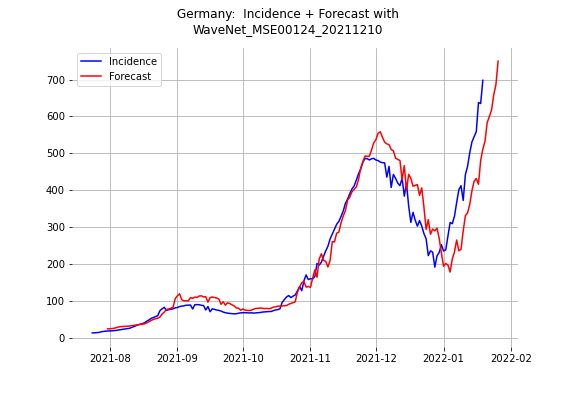 Germany:  Incidence + Forecast with
WaveNet_MSE00124_20211210
Incidence
Forecast
700
600
500
400
300
200
100
0
2021-08 2021-09 2021-10 2021-11 2021-12 2022-01 2022-02